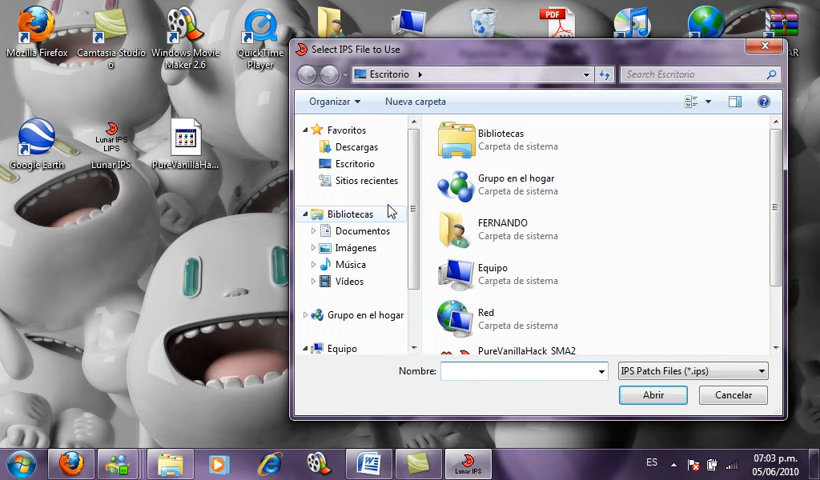 Mozilla Firefox
Camtasia Studio
6
Windows Movie
Maker 2.6
QuickTime
Player
PDF
Google Earth
LIPS
Lunar IPS
PureVanillaHa...
Select IPS File to Use
Escritorio
Search Escritorio
Organizar
Nueva carpeta
Favoritos
Descargas
Escritorio
Sitios recientes
Bibliotecas
Documentos
Imágenes
Música
Vídeos
Grupo en el hogar
Equipo
Bibliotecas
Carpeta de sistema
Grupo en el hogar
Carpeta de sistema
FERNANDO
Carpeta de sistema
Equipo
Carpeta de sistema
Red
Carpeta de sistema
PureVanillaHack_SMA2
Nombre:
IPS Patch Files (*.ips)
Abrir
Cancelar
Lunar IPS
ES
07:03 p.m.
05/06/2010